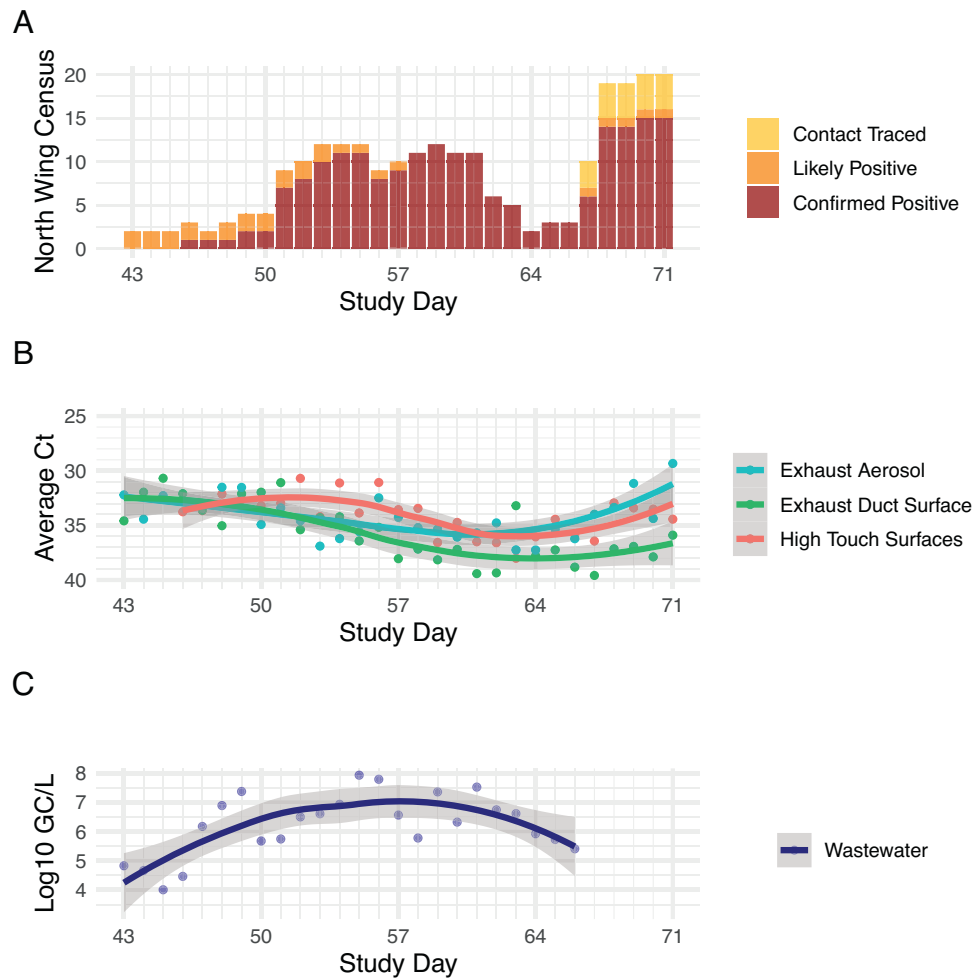 A
North Wing Census
20
15
10
5
0
43
50
57
64
71
Study Day
Contact Traced
Likely Positive
Confirmed Positive
B
Average Ct
25
30
35
40
43
50
57
64
71
Study Day
Exhaust Aerosol
Exhaust Duct Surface
High Touch Surfaces
C
Log10 GC/L
8
7
6
5
4
43
50
57
64
71
Study Day
Wastewater